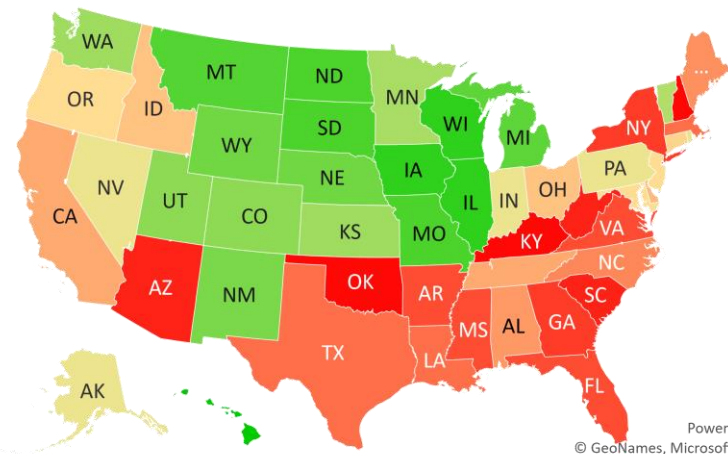 WA
MT
ND
MN
OR
ID
SD
WI
MI
NY
WY
IA
PA
NV
NE
IL
IN
OH
UT
CO
KS
MO
KY
VA
CA
AZ
NM
OK
AR
NC
SC
MS
AL
GA
TX
LA
FL
AK
...
Power
© GeoNames, Microsof